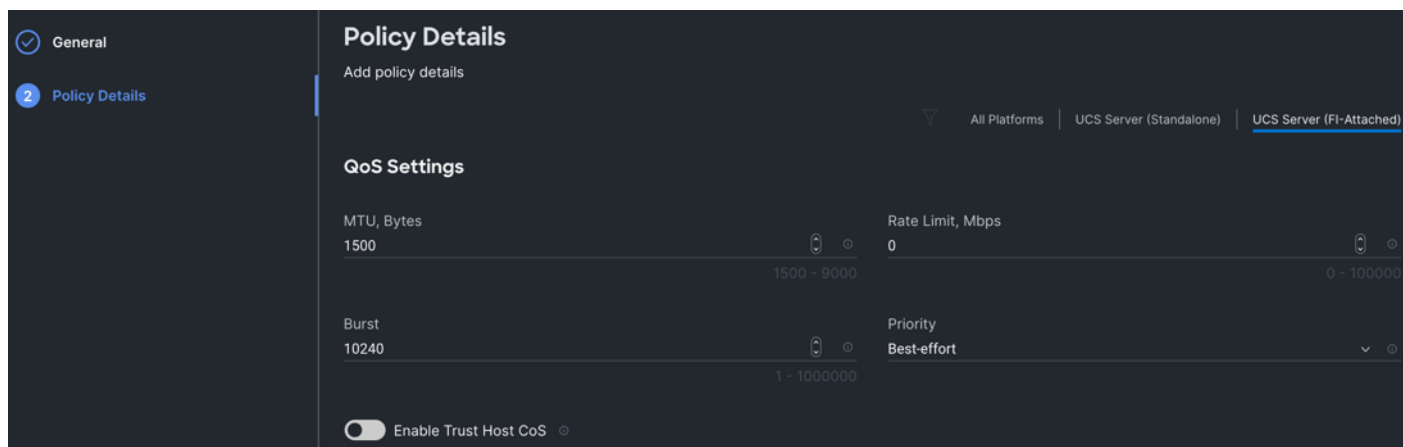 General
2 Policy Details
Policy Details
Add policy details
All Platforms UCS Server (Standalone) UCS Server (FI-Attached)
QoS Settings
MTU, Bytes Rate Limit, Mbps
1500 0
1500 - 9000 0 - 100000
Burst Priority
10240 Best-effort
1 - 1000000
Enable Trust Host CoS